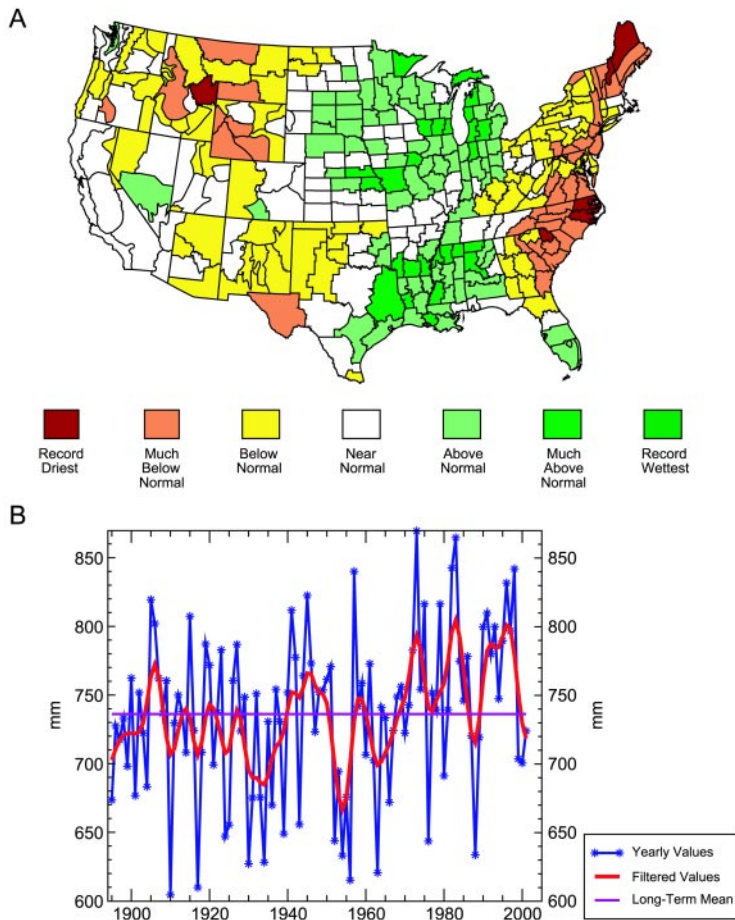 A
Record
Driest
Much
Below
Normal
Below
Normal
Near
Normal
Above
Normal
Much
Above
Normal
Record
Wettest
B
850
800
750
700
650
600
mm
850
800
750
700
650
600
mm
1900 1920 1940 1960 1980 2000
Yearly Values
Filtered Values
Long-Term Mean